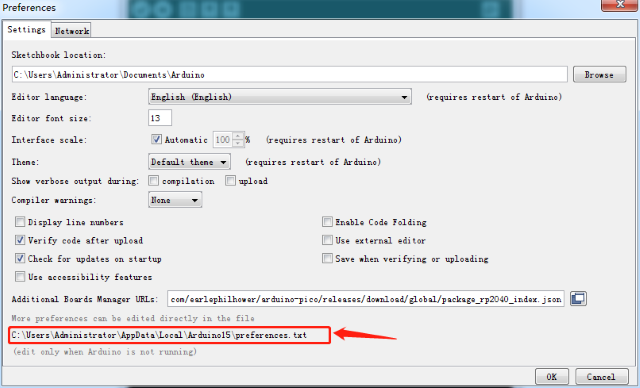 Preferences
Settings Network
Sketchbook location:
C:\Users\Administrator\Documents\Arduino Browse
Editor language: English (English) (requires restart of Arduino)
Editor font size: 13
Interface scale: Automatic 100 % (requires restart of Arduino)
Theme: Default theme (requires restart of Arduino)
Show verbose output during: compilation upload
Compiler warnings: None
Display line numbers Enable Code Folding
Verify code after upload Use external editor
Check for updates on startup Save when verifying or uploading
Use accessibility features
Additional Boards Manager URLs: com/earlephilhower/arduino-pico/releases/download/global/package_rp2040_index.json
More preferences can be edited directly in the file
C:\Users\Administrator\AppData\Local\Arduino15\preferences.txt
(edit only when Arduino is not running)
OK Cancel